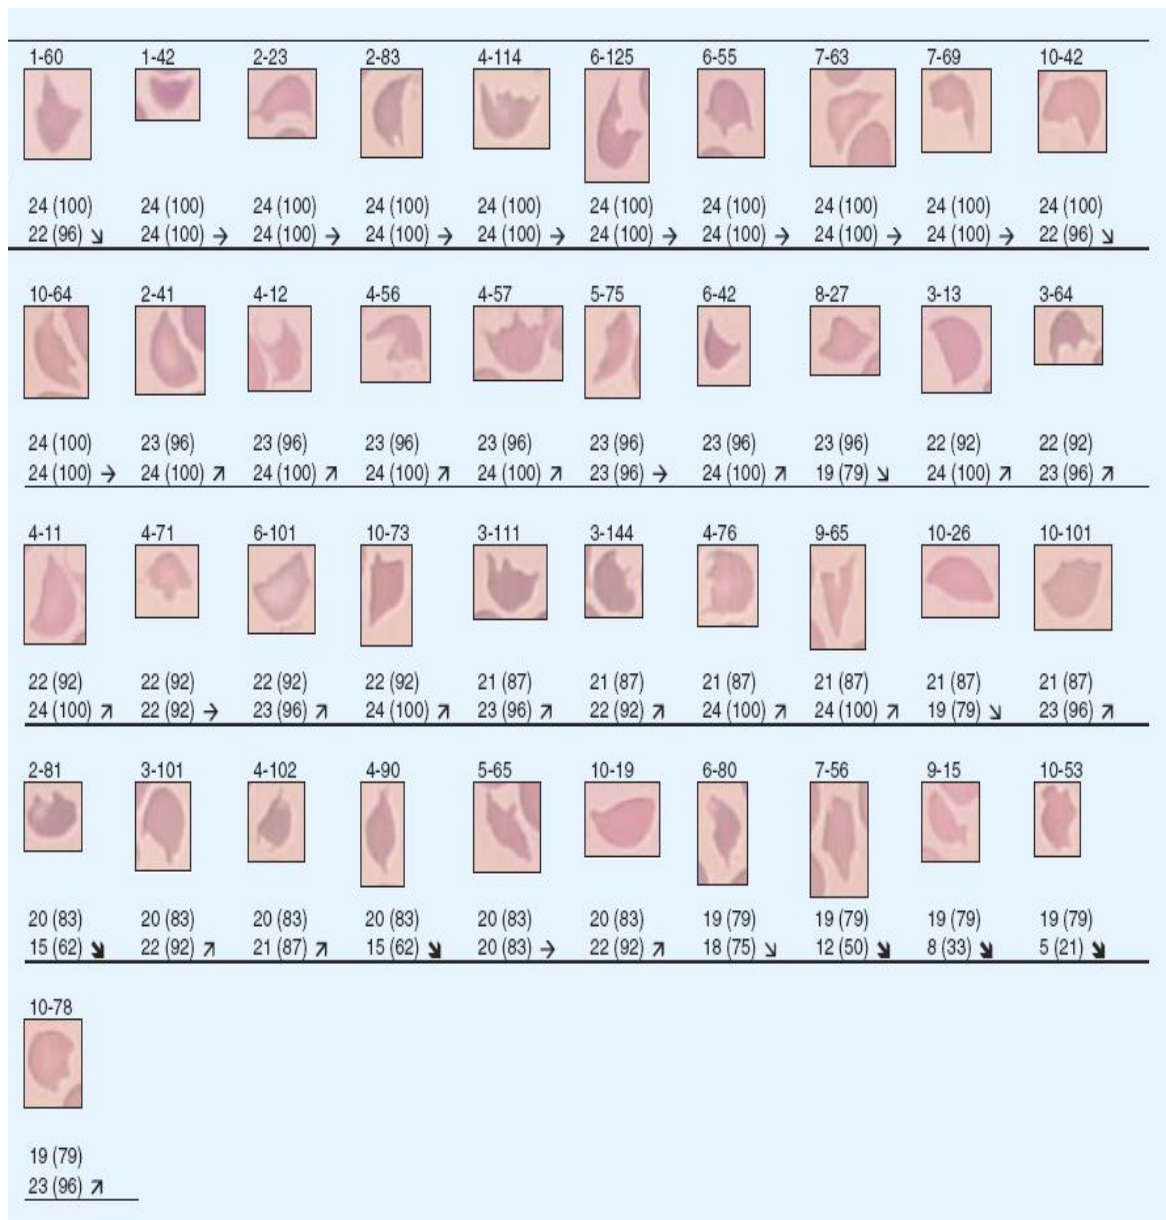 1-60 1-42 2-23 2-83 4-114 6-125 6-55 7-63 7-69 10-42
24 (100) 24 (100) 24 (100) 24 (100) 24 (100) 24 (100) 24 (100) 24 (100) 24 (100) 24 (100)
22 (96) ↘ 24 (100) → 24 (100) → 24 (100) → 24 (100) → 24 (100) → 24 (100) → 24 (100) → 24 (100) → 22 (96) ↘
10-64 2-41 4-12 4-56 4-57 5-75 6-42 8-27 3-13 3-64
24 (100) 23 (96) 23 (96) 23 (96) 23 (96) 23 (96) 23 (96) 23 (96) 22 (92) 22 (92)
24 (100) → 24 (100) ↗ 24 (100) ↗ 24 (100) ↗ 24 (100) ↗ 23 (96) → 24 (100) ↗ 19 (79) ↘ 24 (100) ↗ 23 (96) ↗
4-11 4-71 6-101 10-73 3-111 3-144 4-76 9-65 10-26 10-101
22 (92) 22 (92) 22 (92) 22 (92) 21 (87) 21 (87) 21 (87) 21 (87) 21 (87) 21 (87)
24 (100) ↗ 22 (92) → 23 (96) ↗ 24 (100) ↗ 23 (96) ↗ 22 (92) ↗ 24 (100) ↗ 24 (100) ↗ 19 (79) ↘ 23 (96) ↗
2-81 3-101 4-102 4-90 5-65 10-19 6-80 7-56 9-15 10-53
20 (83) 20 (83) 20 (83) 20 (83) 20 (83) 20 (83) 19 (79) 19 (79) 19 (79) 19 (79)
15 (62) ↘ 22 (92) ↗ 21 (87) ↗ 15 (62) ↘ 20 (83) → 22 (92) ↗ 18 (75) ↘ 12 (50) ↘ 8 (33) ↘ 5 (21) ↘
10-78
19 (79)
23 (96) ↗